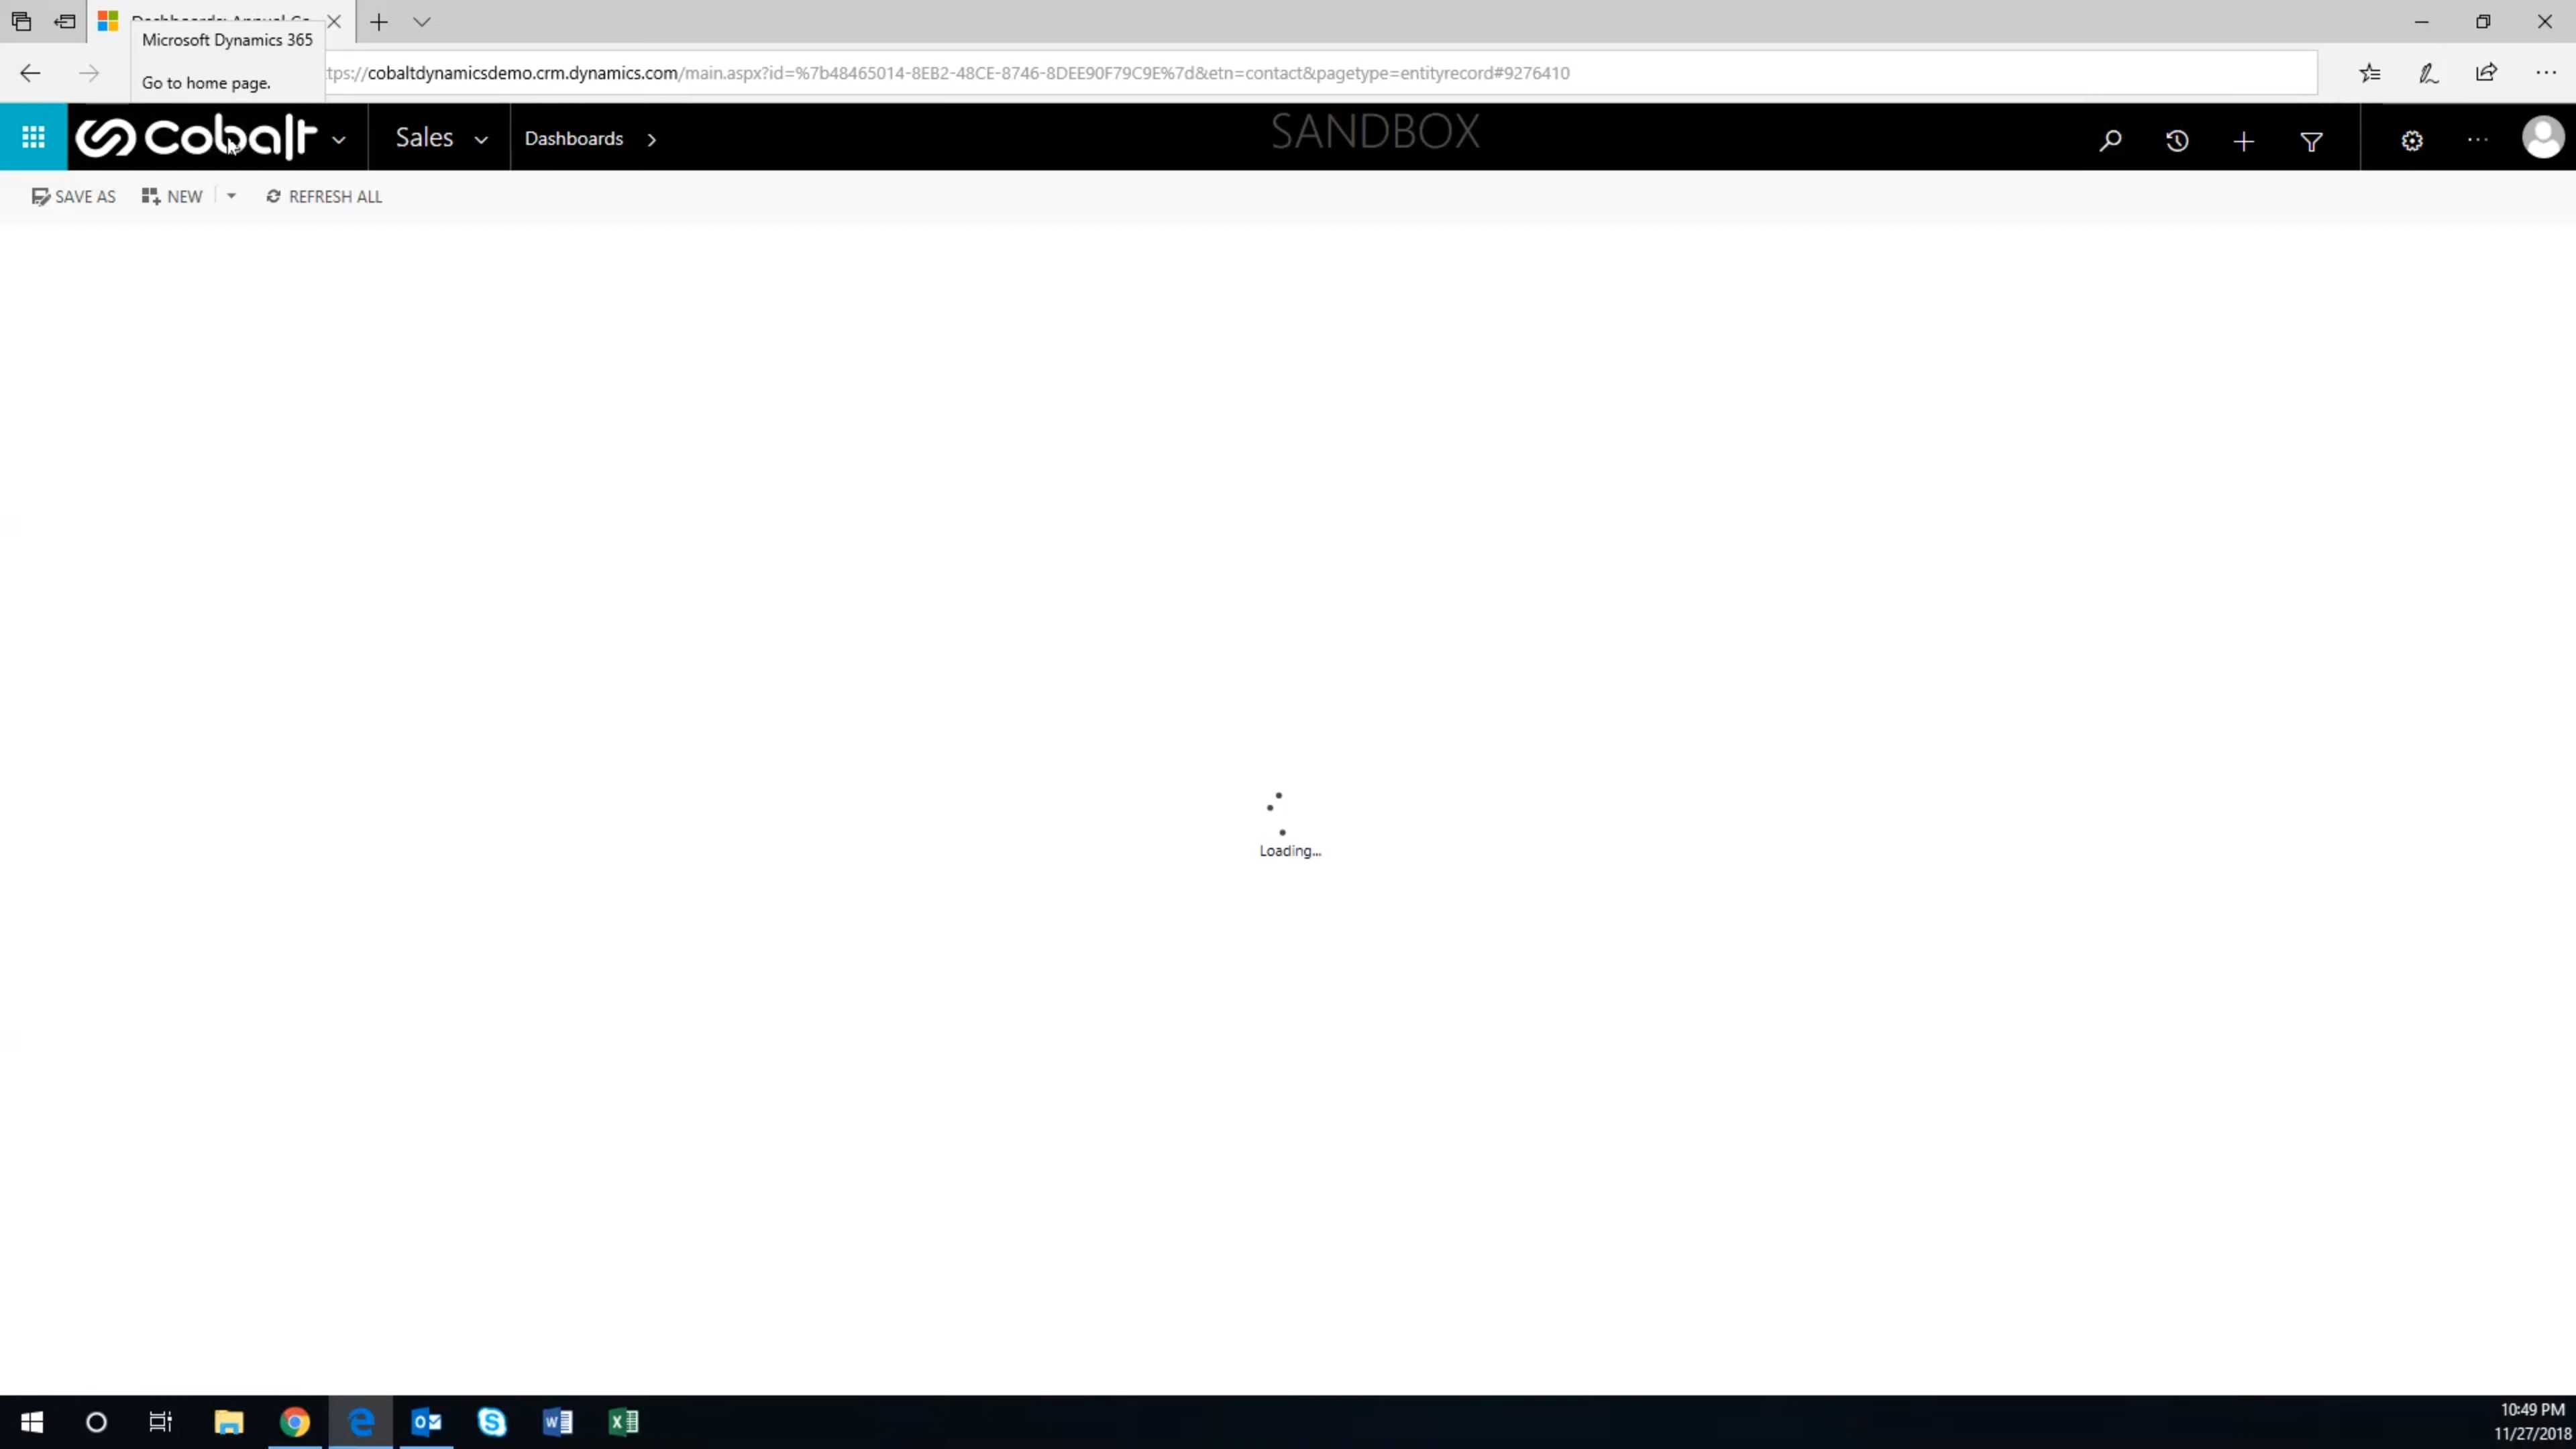 Microsoft Dynamics 365
Go to home page.
tps://cobaltdynamicsdemo.crm.dynamics.com/main.aspx?id=%7b48465014-8EB2-48CE-8746-8DEE90F79C9E%7d&etn=contact&pagetype=entityrecord#9276410
cobalt
Sales
Dashboards
SANDBOX
SAVE AS
NEW
REFRESH ALL
Loading...
10:49 PM
11/27/2018